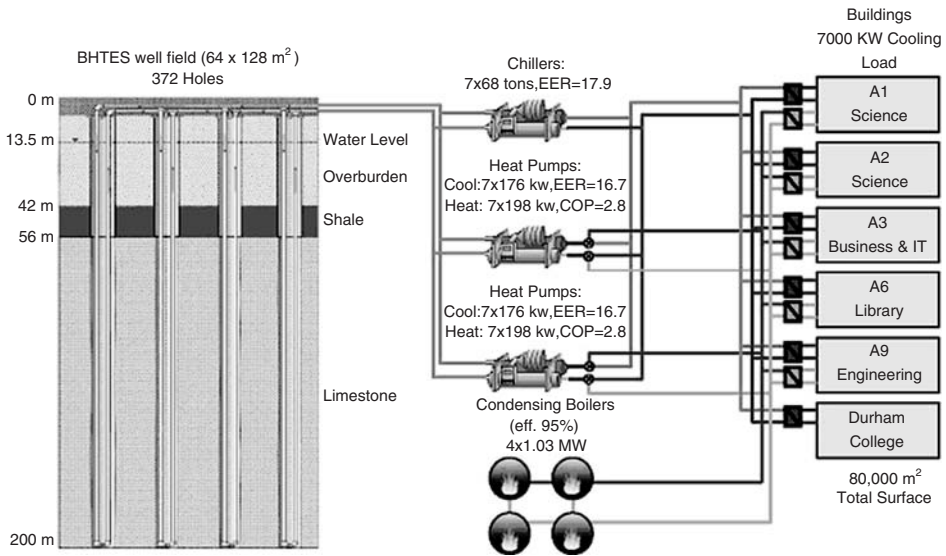 BHTES well field (64 x 128 m²)
372 Holes
0 m
13.5 m
42 m
56 m
200 m
Water Level
Overburden
Shale
Limestone
Chillers:
7x68 tons,EER=17.9
Heat Pumps:
Cool:7x176 kw,EER=16.7
Heat: 7x198 kw,COP=2.8
Heat Pumps:
Cool:7x176 kw,EER=16.7
Heat: 7x198 kw,COP=2.8
Condensing Boilers
(eff. 95%)
4x1.03 MW
Buildings
7000 KW Cooling
Load
A1
Science
A2
Science
A3
Business & IT
A6
Library
A9
Engineering
Durham
College
80,000 m²
Total Surface